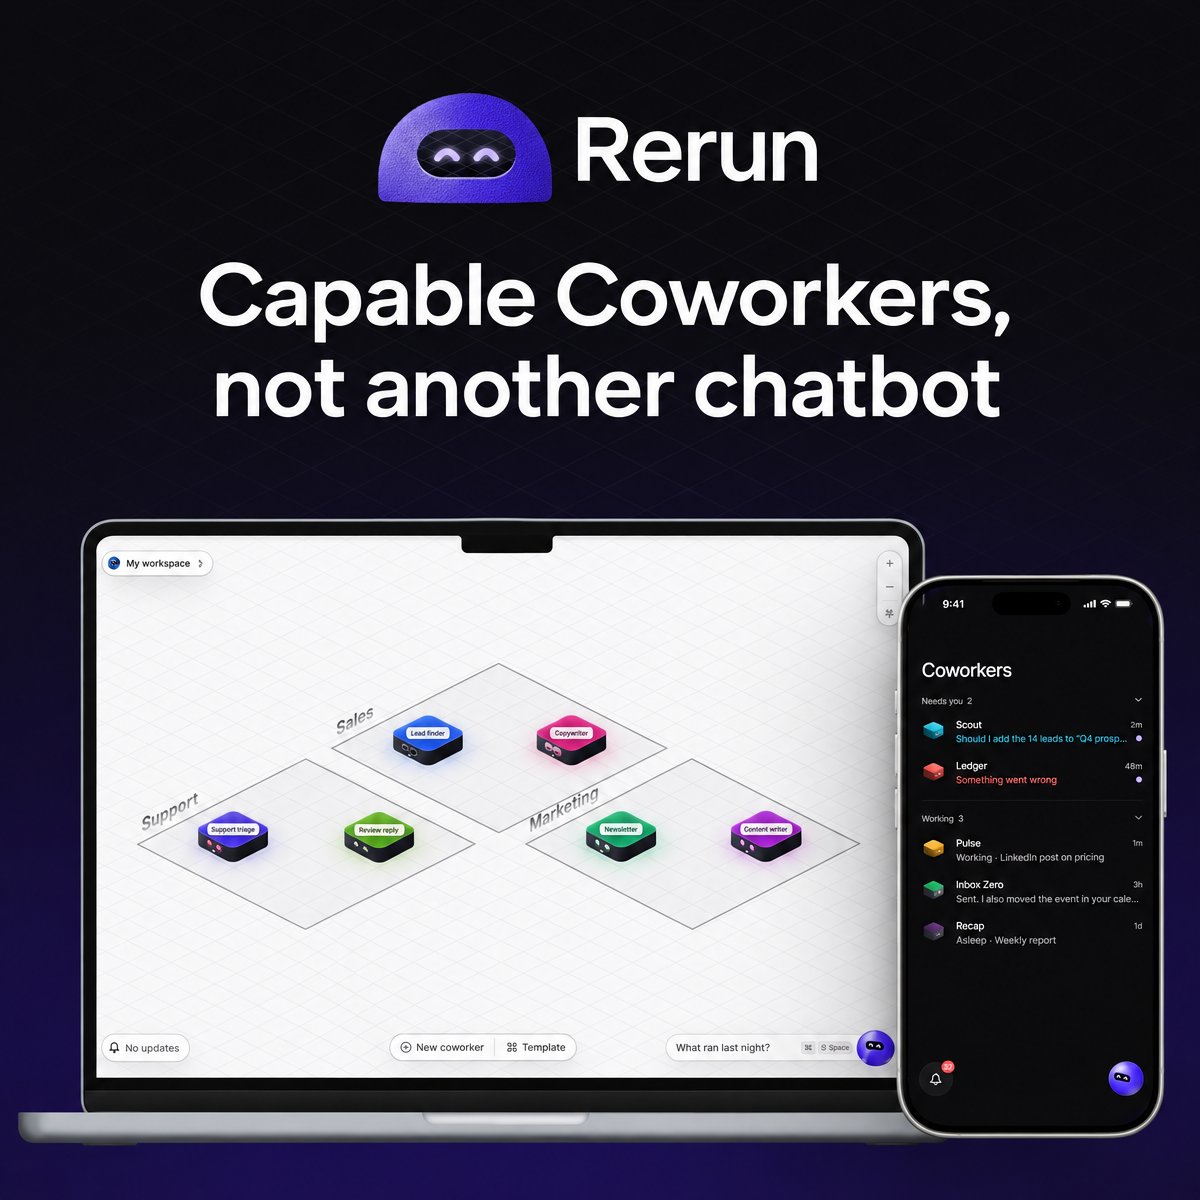 Rerun
Capable Coworkers,
not another chatbot
My workspace
Sales
Lead finder
Copywriter
Support
Support triage
Review reply
Marketing
Newsletter
Content writer
No updates
New coworker
Template
What ran last night?
⌘
S Space
9:41
Coworkers
Needs you 2
Scout
2m
Should I add the 14 leads to "Q4 prosp...
Ledger
48m
Something went wrong
Working 3
Pulse
1m
Working · LinkedIn post on pricing
Inbox Zero
3h
Sent. I also moved the event in your cale...
Recap
1d
Asleep · Weekly report